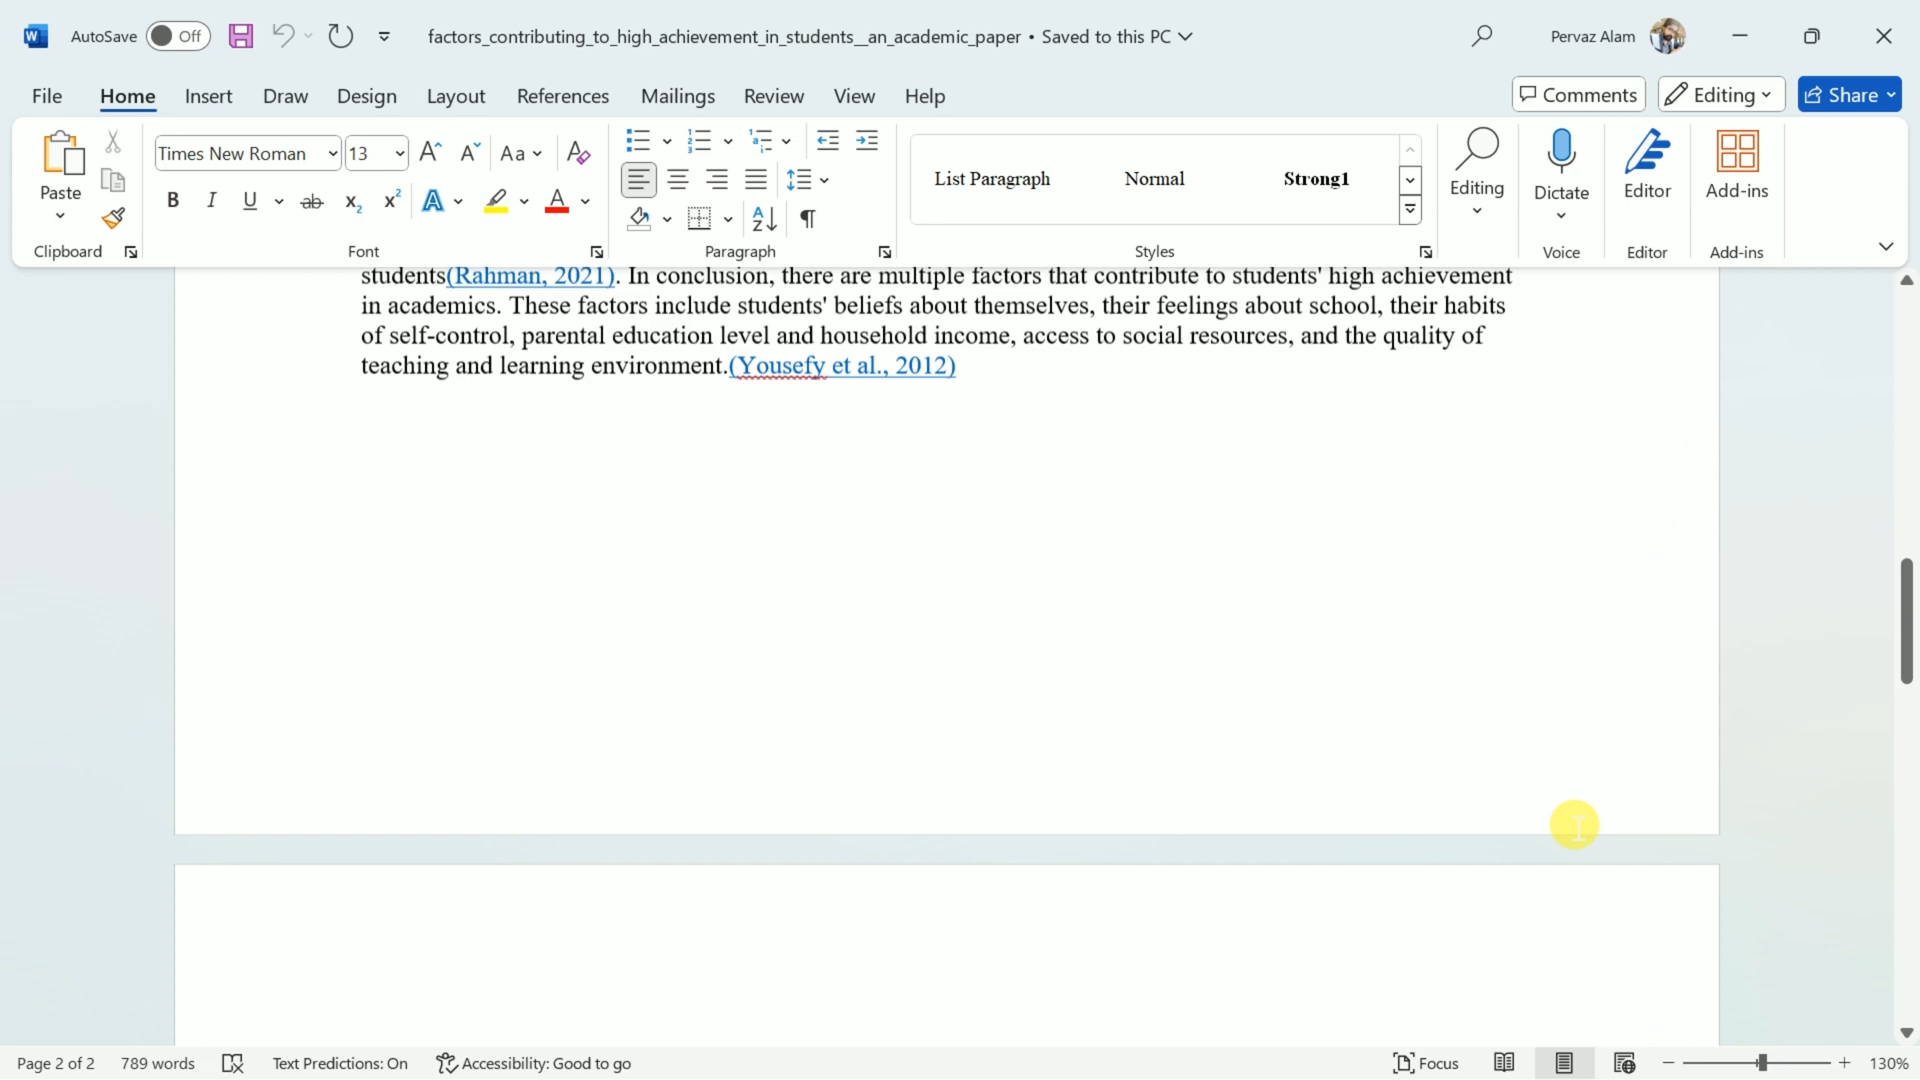 AutoSave Off factors_contributing_to_high_achievement_in_students__an_academic_paper • Saved to this PC Pervaz Alam
File Home Insert Draw Design Layout References Mailings Review View Help Comments Editing Share
Times New Roman 13 Aa
Paste B I U ab x₂ x² A A List Paragraph Normal Strong1 Editing Dictate Editor Add-ins
Clipboard Font Paragraph Styles Voice Editor Add-ins
students(Rahman, 2021). In conclusion, there are multiple factors that contribute to students' high achievement
in academics. These factors include students' beliefs about themselves, their feelings about school, their habits
of self-control, parental education level and household income, access to social resources, and the quality of
teaching and learning environment.(Yousefy et al., 2012)
Page 2 of 2 789 words Text Predictions: On Accessibility: Good to go Focus 130%